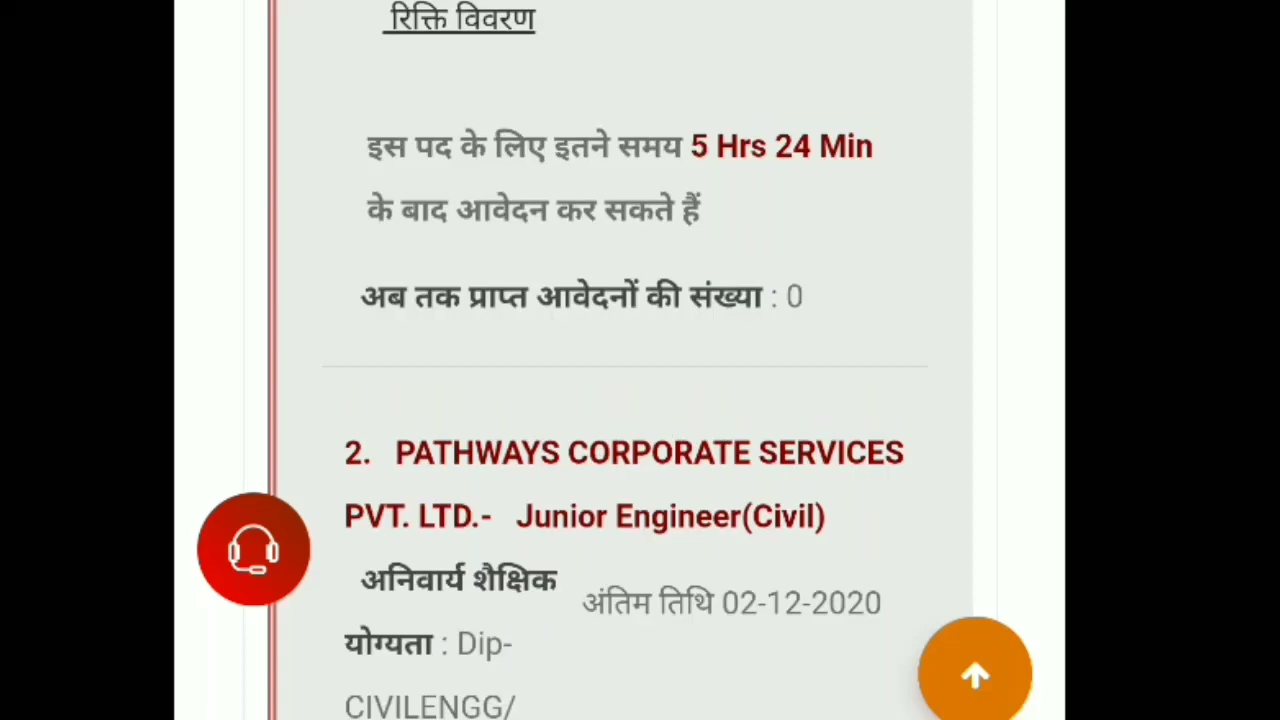 रिक्ति विवरण
इस पद के लिए इतने समय 5 Hrs 24 Min
के बाद आवेदन कर सकते हैं
अब तक प्राप्त आवेदनों की संख्या : 0
2. PATHWAYS CORPORATE SERVICES
PVT. LTD.- Junior Engineer(Civil)
अनिवार्य शैक्षिक
अंतिम तिथि 02-12-2020
योग्यता : Dip-
CIVILENGG/